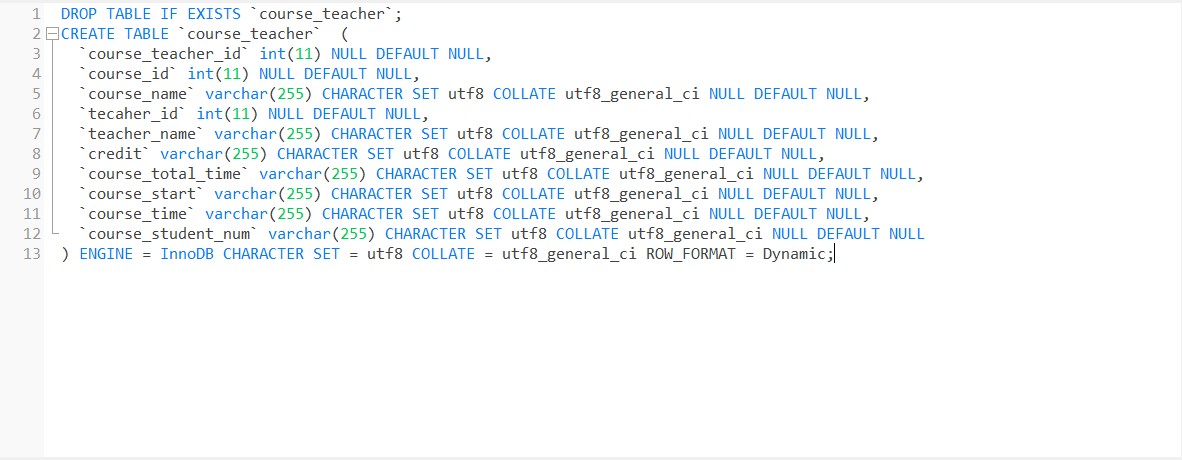 1 DROP TABLE IF EXISTS `course_teacher`;
2 CREATE TABLE `course_teacher`  (
3   `course_teacher_id` int(11) NULL DEFAULT NULL,
4   `course_id` int(11) NULL DEFAULT NULL,
5   `course_name` varchar(255) CHARACTER SET utf8 COLLATE utf8_general_ci NULL DEFAULT NULL,
6   `tecaher_id` int(11) NULL DEFAULT NULL,
7   `teacher_name` varchar(255) CHARACTER SET utf8 COLLATE utf8_general_ci NULL DEFAULT NULL,
8   `credit` varchar(255) CHARACTER SET utf8 COLLATE utf8_general_ci NULL DEFAULT NULL,
9   `course_total_time` varchar(255) CHARACTER SET utf8 COLLATE utf8_general_ci NULL DEFAULT NULL,
10   `course_start` varchar(255) CHARACTER SET utf8 COLLATE utf8_general_ci NULL DEFAULT NULL,
11   `course_time` varchar(255) CHARACTER SET utf8 COLLATE utf8_general_ci NULL DEFAULT NULL,
12   `course_student_num` varchar(255) CHARACTER SET utf8 COLLATE utf8_general_ci NULL DEFAULT NULL
13 ) ENGINE = InnoDB CHARACTER SET = utf8 COLLATE = utf8_general_ci ROW_FORMAT = Dynamic;